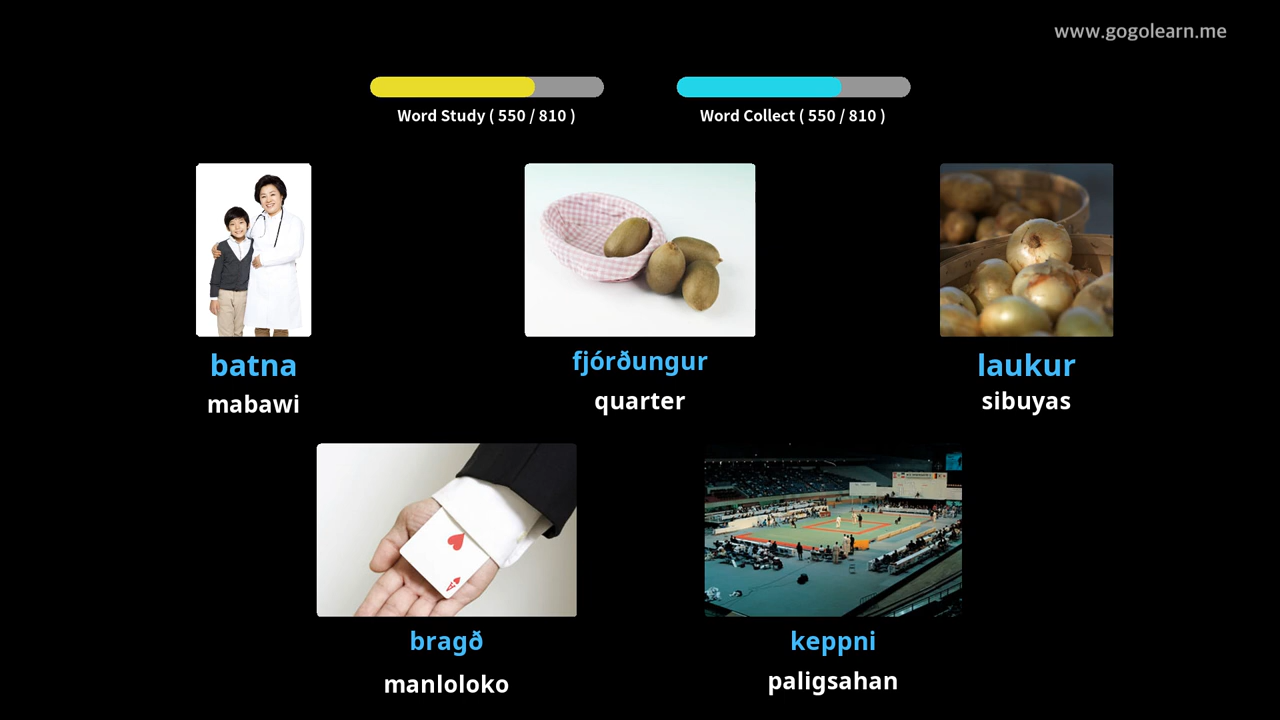 www.gogolearn.me
Word Study ( 550 / 810 )
Word Collect ( 550 / 810 )
batna
mabawi
fjórðungur
quarter
laukur
sibuyas
bragð
manloloko
keppni
paligsahan